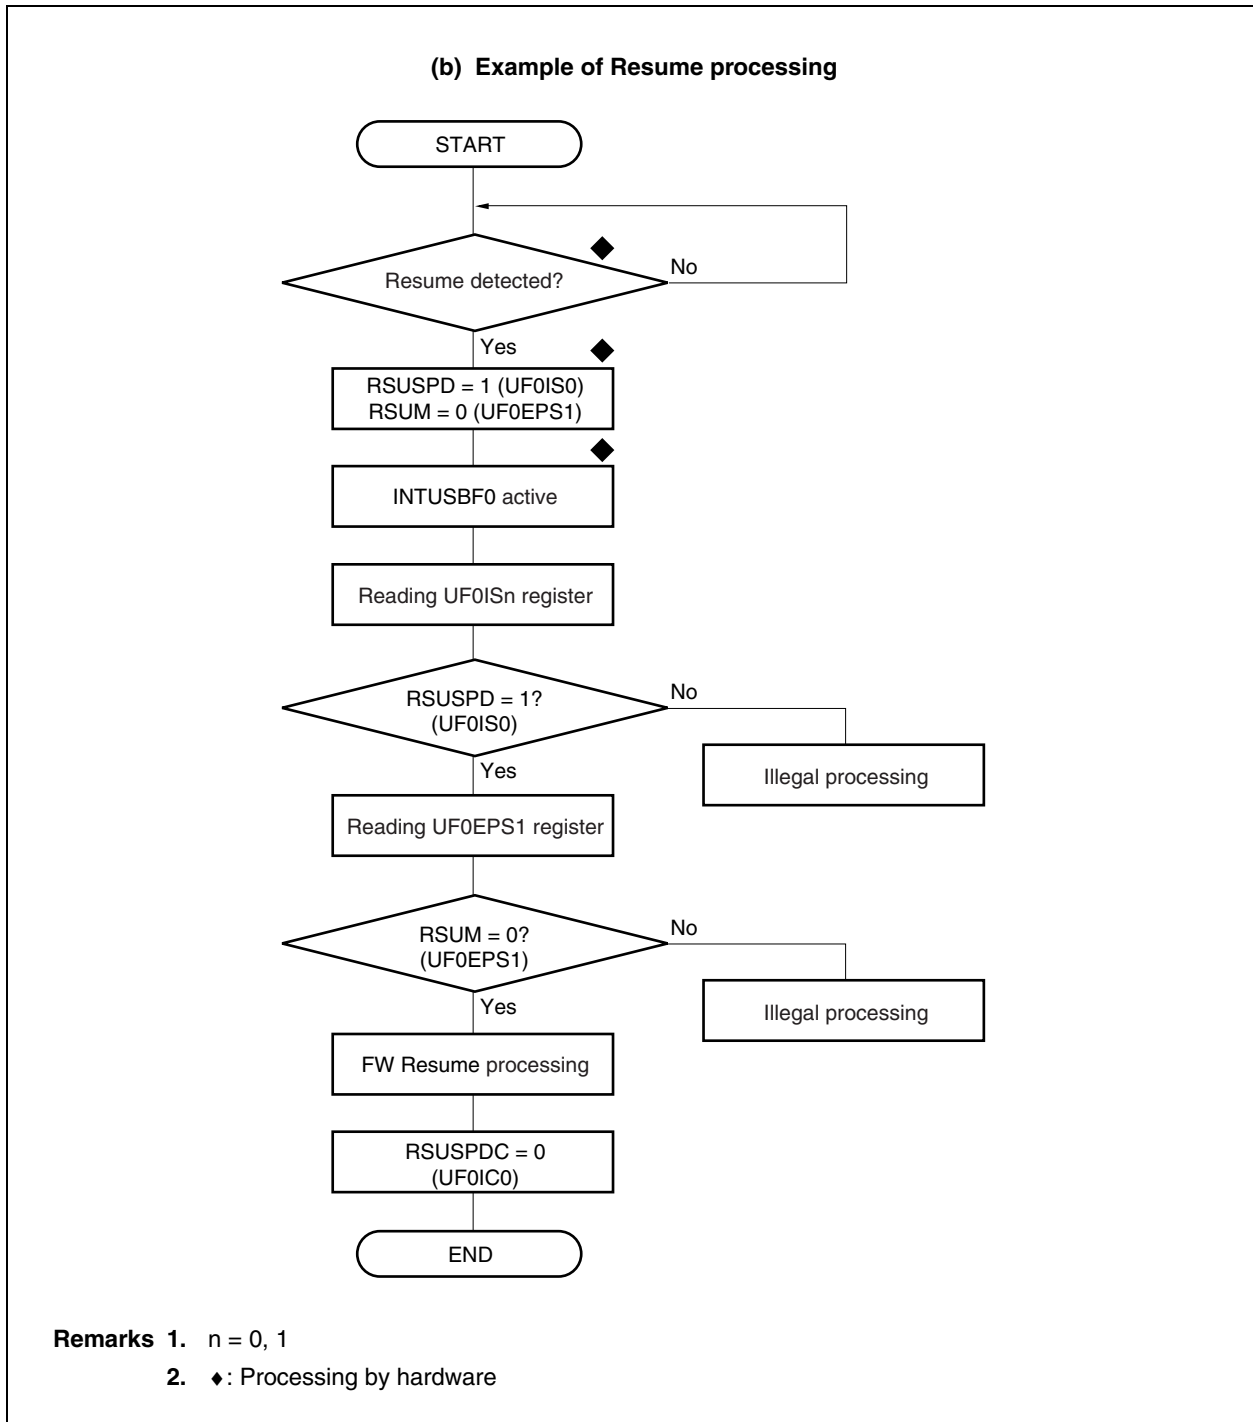 (b) Example of Resume processing
START
Resume detected?
◆
No
Yes
◆
RSUSPD = 1 (UF0IS0)
RSUM = 0 (UF0EPS1)
◆
INTUSBF0 active
Reading UF0ISn register
RSUSPD = 1?
(UF0IS0)
No
Illegal processing
Yes
Reading UF0EPS1 register
RSUM = 0?
(UF0EPS1)
No
Illegal processing
Yes
FW Resume processing
RSUSPDC = 0
(UF0IC0)
END
Remarks 1. n = 0, 1
2. ♦: Processing by hardware